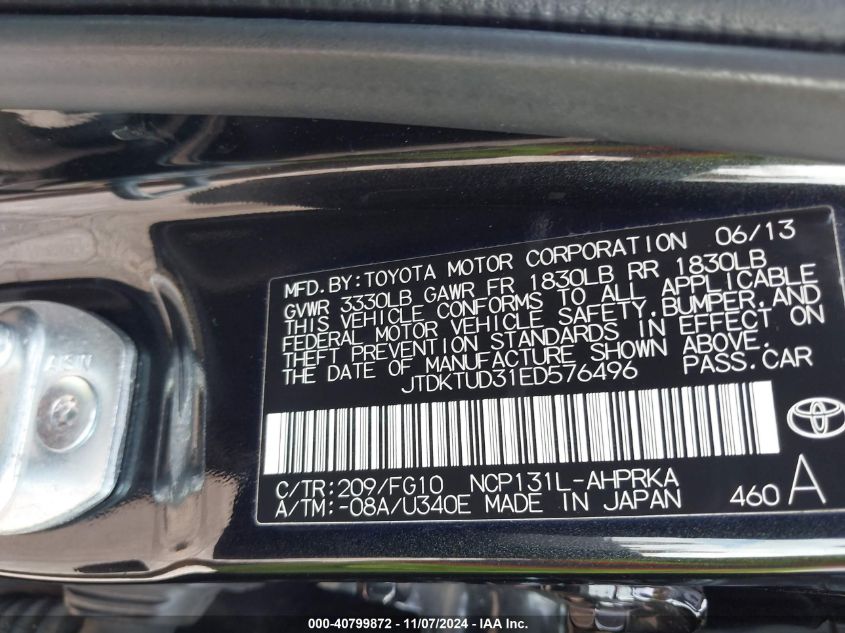 MFD.BY:TOYOTA MOTOR CORPORATION 06/13
GVWR 3330LB GAWR FR 1830LB RR 1830LB
THIS VEHICLE CONFORMS TO ALL APPLICABLE
FEDERAL MOTOR VEHICLE SAFETY,BUMPER,AND
THEFT PREVENTION STANDARDS IN EFFECT ON
THE DATE OF MANUFACTURE SHOWN ABOVE.
JTDKTUD31ED576496 PASS.CAR
C/TR:209/FG10 NCP131L-AHPRKA
A/TM:-08A/U340E MADE IN JAPAN 460 A
000-40799872 - 11/07/2024 - IAA Inc.